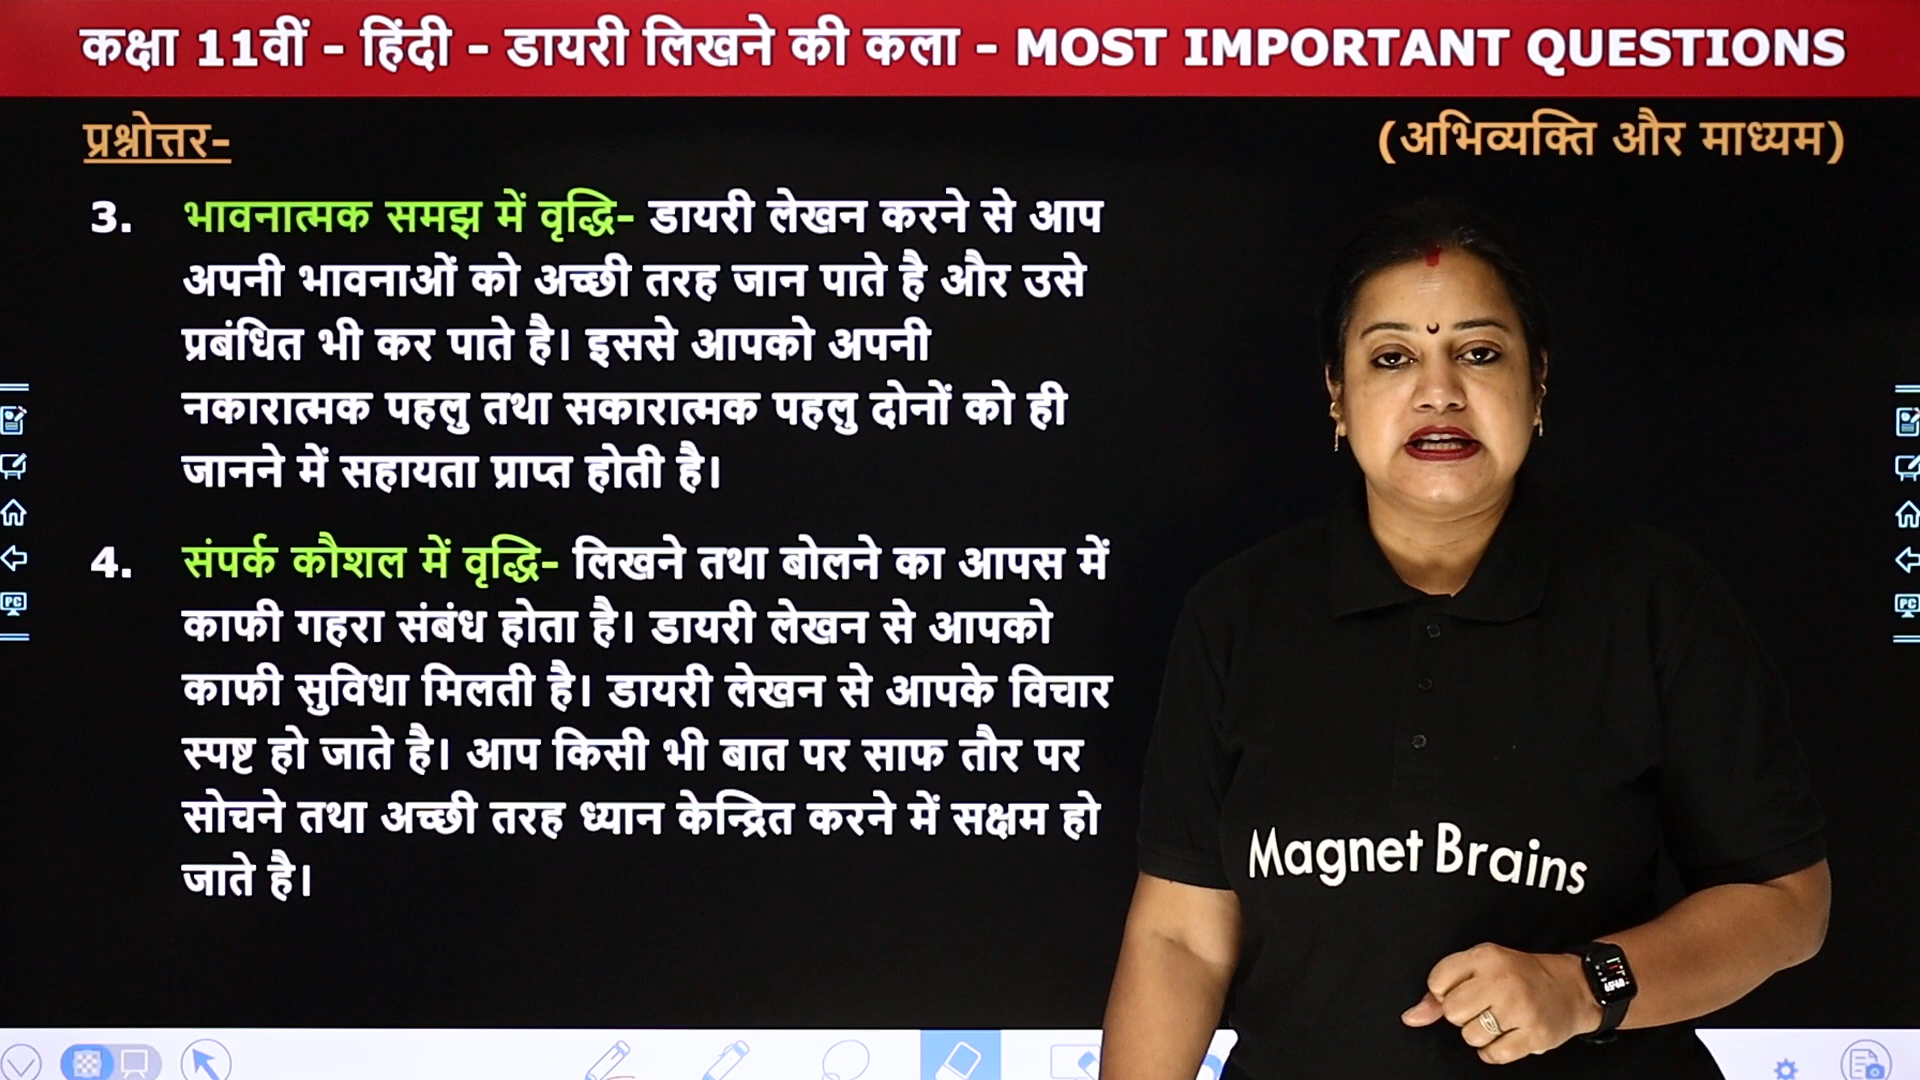 कक्षा 11वीं - हिंदी - डायरी लिखने की कला - MOST IMPORTANT QUESTIONS
प्रश्नोत्तर-
(अभिव्यक्ति और माध्यम)
3. भावनात्मक समझ में वृद्धि- डायरी लेखन करने से आप
अपनी भावनाओं को अच्छी तरह जान पाते है और उसे
प्रबंधित भी कर पाते है। इससे आपको अपनी
नकारात्मक पहलु तथा सकारात्मक पहलु दोनों को ही
जानने में सहायता प्राप्त होती है।
4. संपर्क कौशल में वृद्धि- लिखने तथा बोलने का आपस में
काफी गहरा संबंध होता है। डायरी लेखन से आपको
काफी सुविधा मिलती है। डायरी लेखन से आपके विचार
स्पष्ट हो जाते है। आप किसी भी बात पर साफ तौर पर
सोचने तथा अच्छी तरह ध्यान केन्द्रित करने में सक्षम हो
जाते है।
Magnet Brains
PC
PC